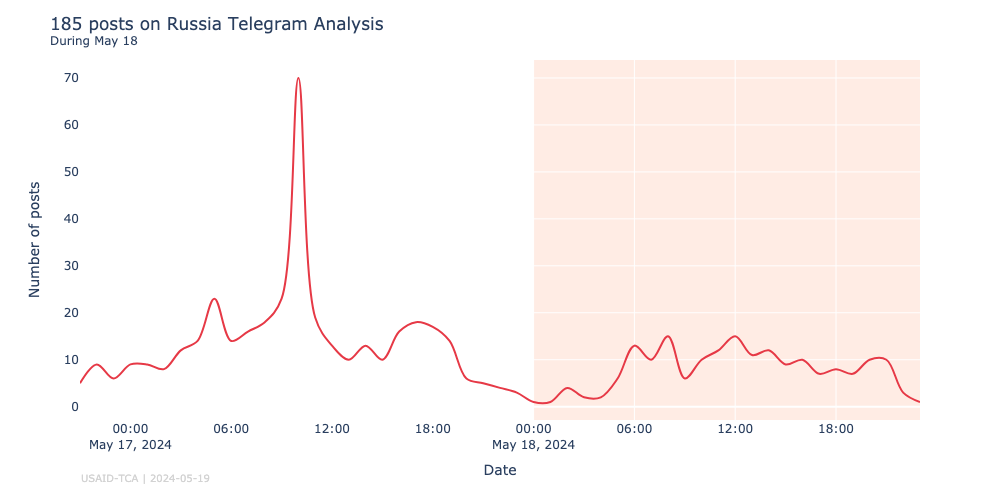 185 posts on Russia Telegram Analysis
During May 18
Number of posts
70
60
50
40
30
20
10
0
00:00
May 17, 2024
06:00
12:00
18:00
00:00
May 18, 2024
06:00
12:00
18:00
Date
USAID-TCA | 2024-05-19